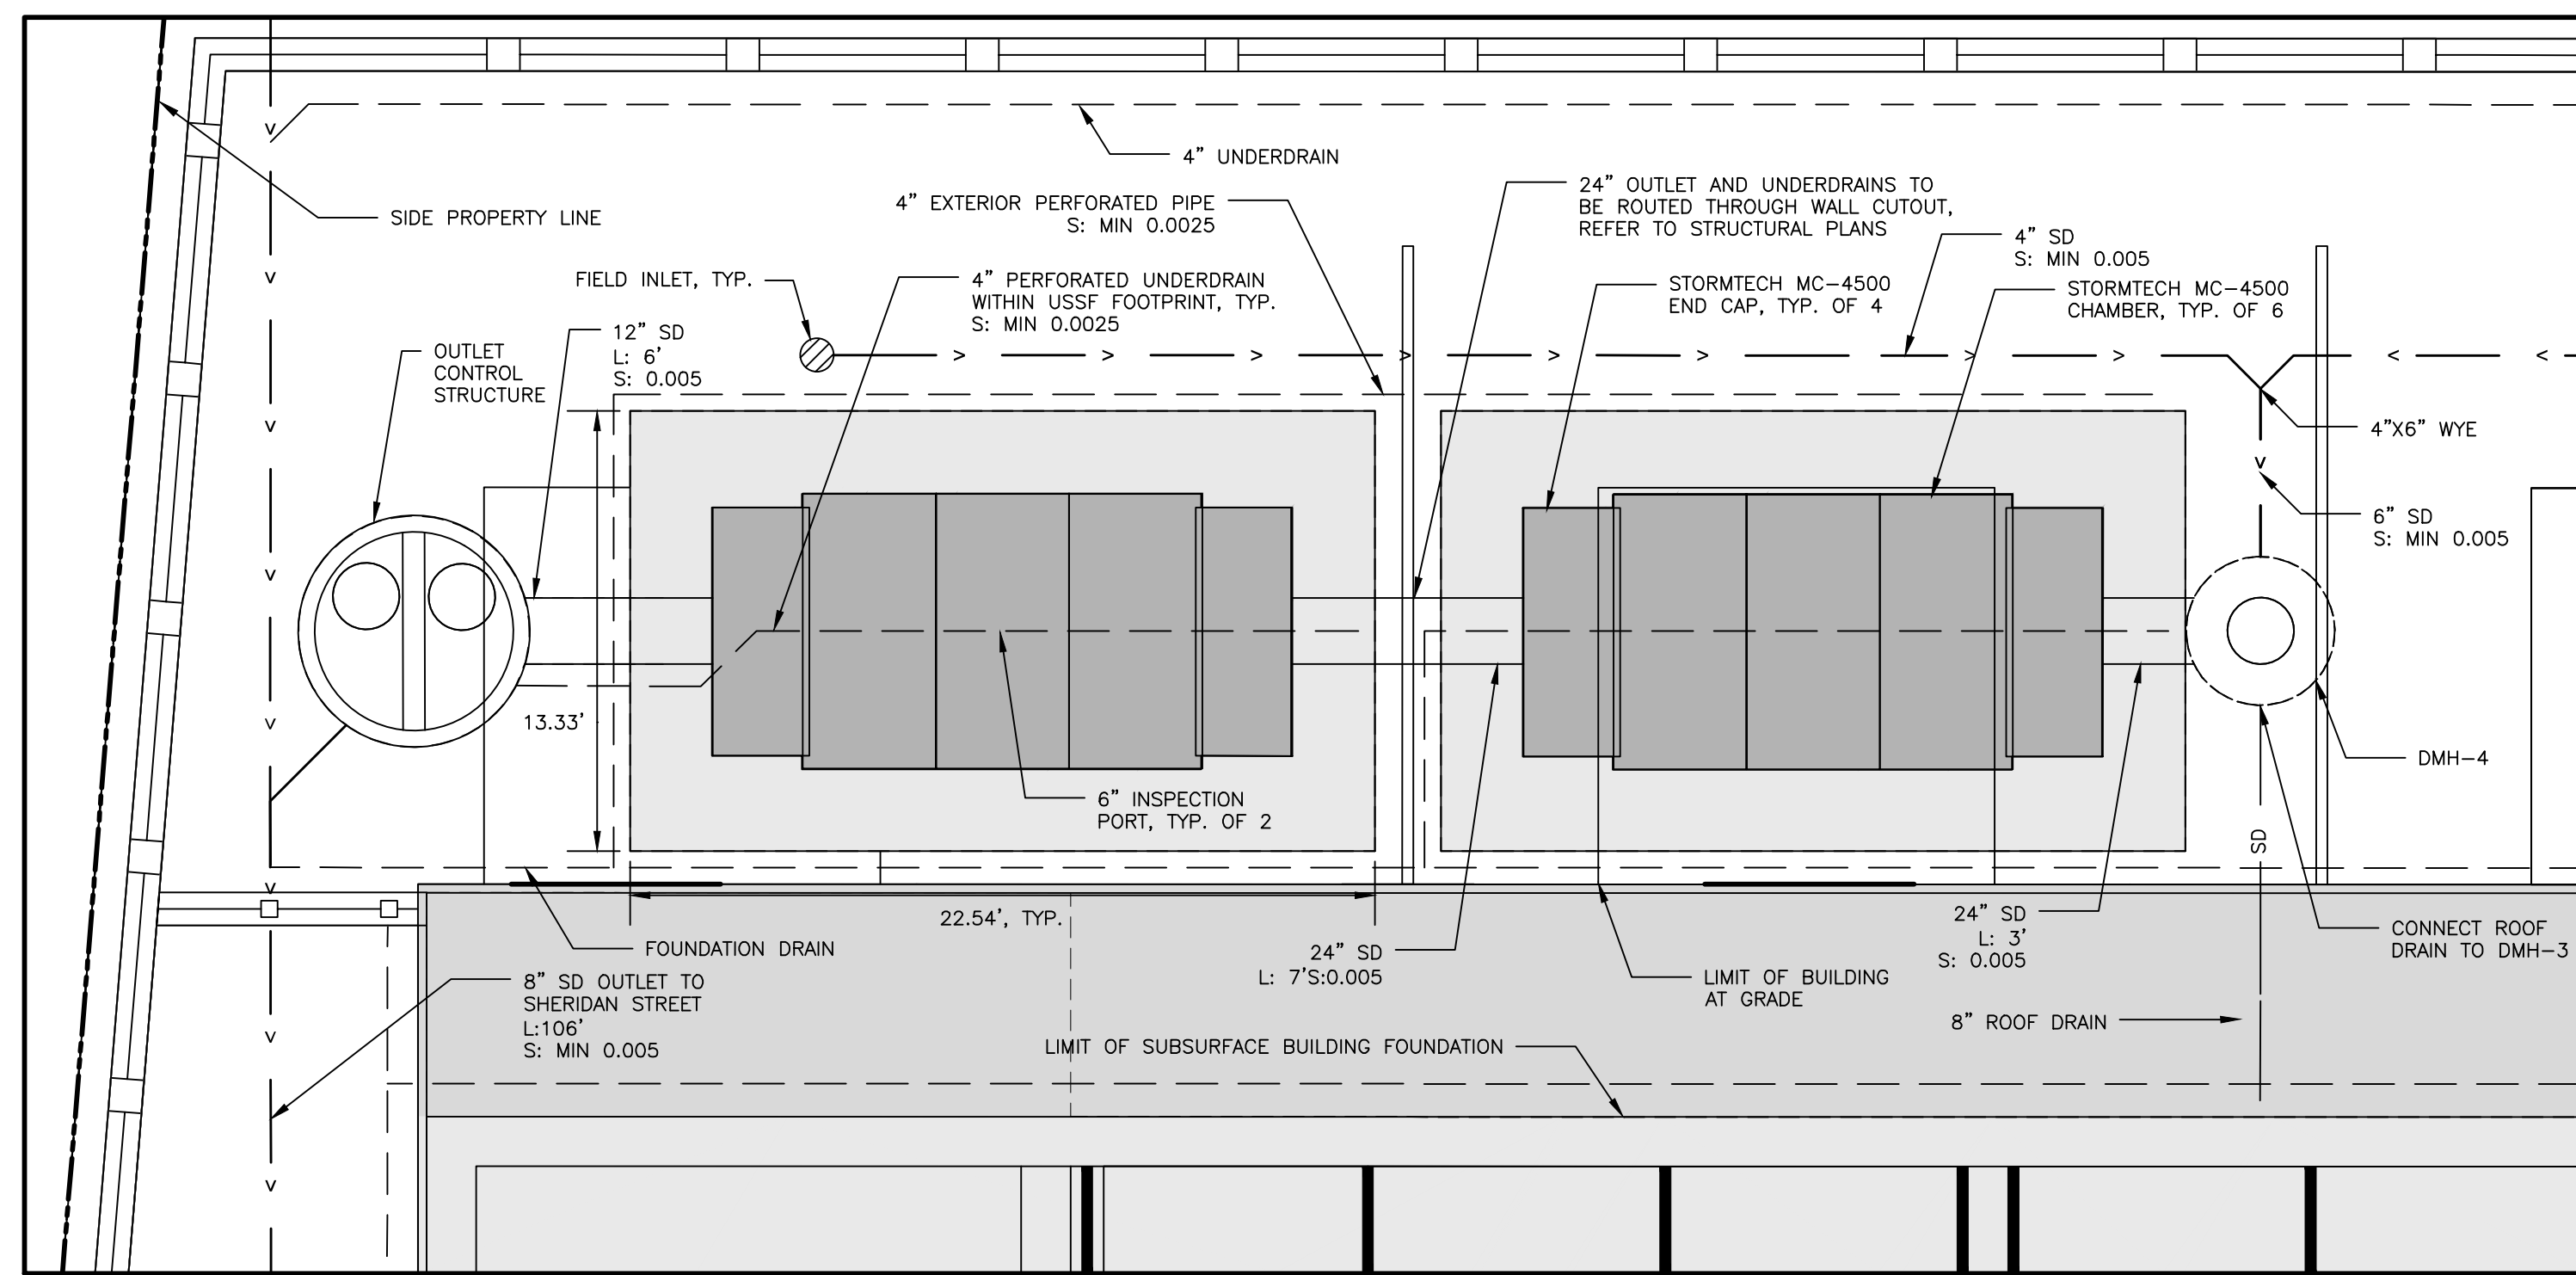 4” UNDERDRAIN
SIDE PROPERTY LINE
4” EXTERIOR PERFORATED PIPE
S: MIN 0.0025
24” OUTLET AND UNDERDRAINS TO
BE ROUTED THROUGH WALL CUTOUT,
REFER TO STRUCTURAL PLANS
4” SD
S: MIN 0.005
FIELD INLET, TYP.
4” PERFORATED UNDERDRAIN
WITHIN USSF FOOTPRINT, TYP.
S: MIN 0.0025
STORMTECH MC-4500
END CAP, TYP. OF 4
STORMTECH MC-4500
CHAMBER, TYP. OF 6
12” SD
L: 6’
S: 0.005
OUTLET
CONTROL
STRUCTURE
4”X6” WYE
6” SD
S: MIN 0.005
13.33’
DMH-4
6” INSPECTION
PORT, TYP. OF 2
SD
22.54’, TYP.
FOUNDATION DRAIN
24” SD
L: 7’S:0.005
24” SD
L: 3’
S: 0.005
LIMIT OF BUILDING
AT GRADE
CONNECT ROOF
DRAIN TO DMH-3
8” SD OUTLET TO
SHERIDAN STREET
L:106’
S: MIN 0.005
8” ROOF DRAIN
LIMIT OF SUBSURFACE BUILDING FOUNDATION